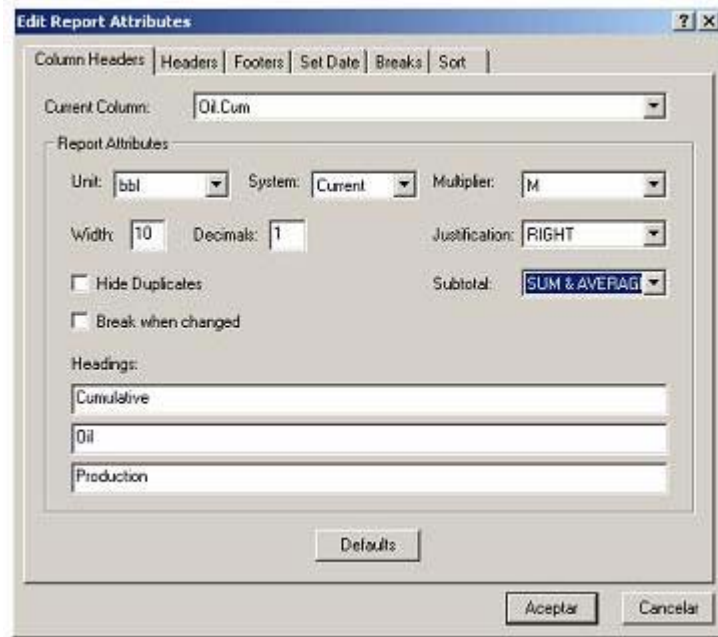 Edit Report Attributes
Column Headers Headers Footers Set Date Breaks Sort
Current Column: Oil.Cum
Report Attributes
Unit: bbl System: Current Multiplier: M
Width: 10 Decimals: 1 Justification: RIGHT
Hide Duplicates Subtotal: SUM & AVERAG
Break when changed
Headings:
Cumulative
Oil
Production
Defaults
Aceptar Cancelar